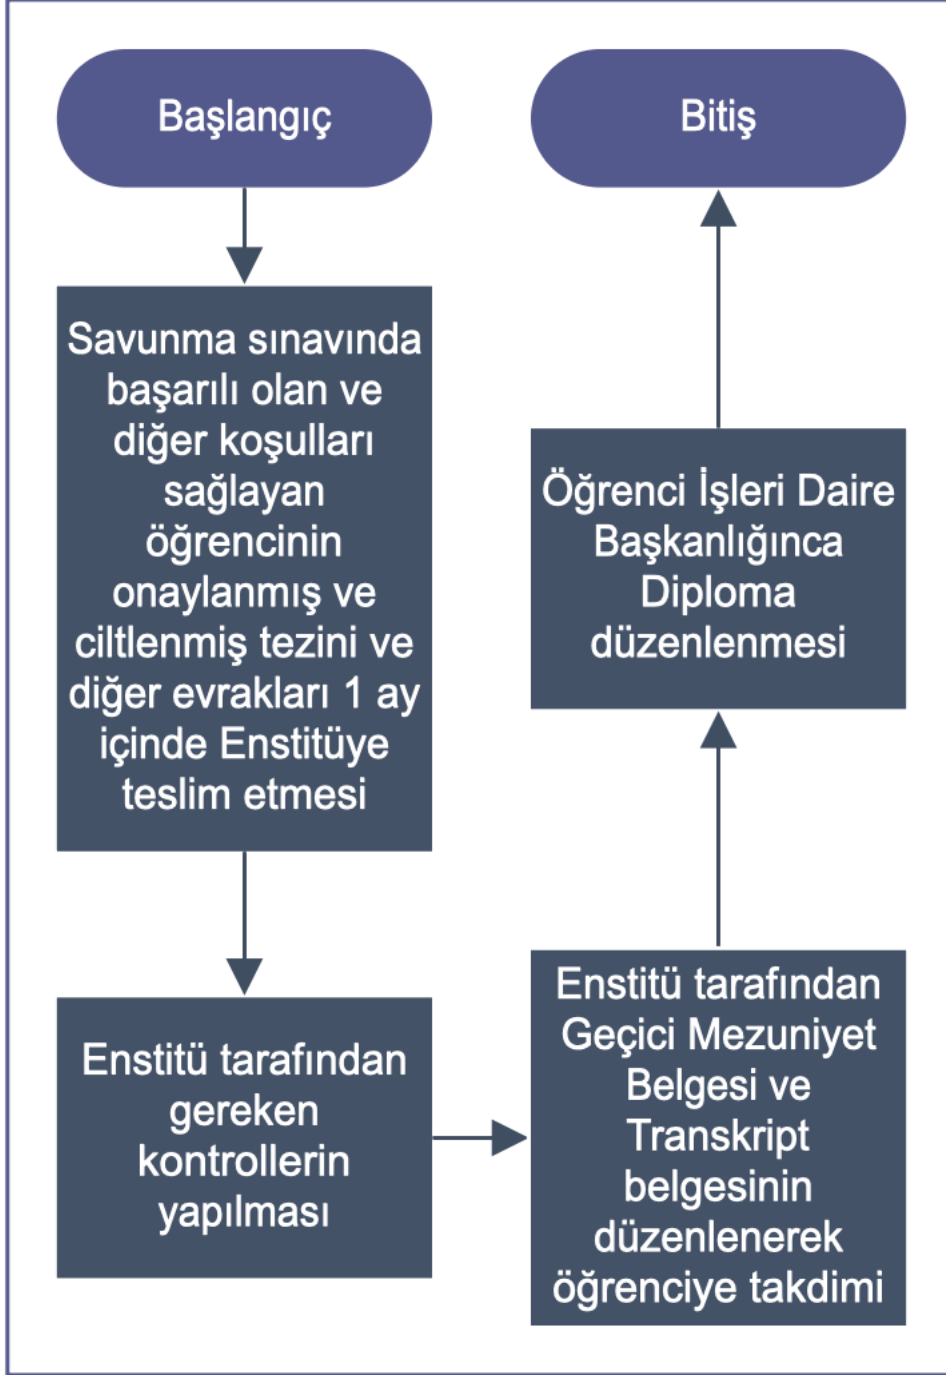 Başlangıç
Savunma sınavında
başarılı olan ve
diğer koşulları
sağlayan
öğrencinin
onaylanmış ve
ciltlenmiş tezini ve
diğer evrakları 1 ay
içinde Enstitüye
teslim etmesi
Enstitü tarafından
gereken
kontrollerin
yapılması
Enstitü tarafından
Geçici Mezuniyet
Belgesi ve
Transkript
belgesinin
düzenlenerek
öğrenciye takdimi
Öğrenci İşleri Daire
Başkanlığınca
Diploma
düzenlenmesi
Bitiş